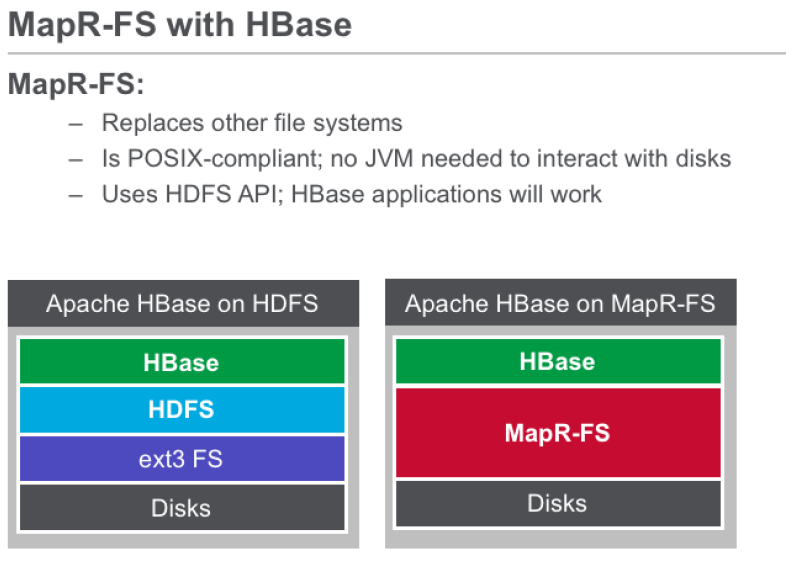 MapR-FS with HBase
MapR-FS:
– Replaces other file systems
– Is POSIX-compliant; no JVM needed to interact with disks
– Uses HDFS API; HBase applications will work
Apache HBase on HDFS
HBase
HDFS
ext3 FS
Disks
Apache HBase on MapR-FS
HBase
MapR-FS
Disks